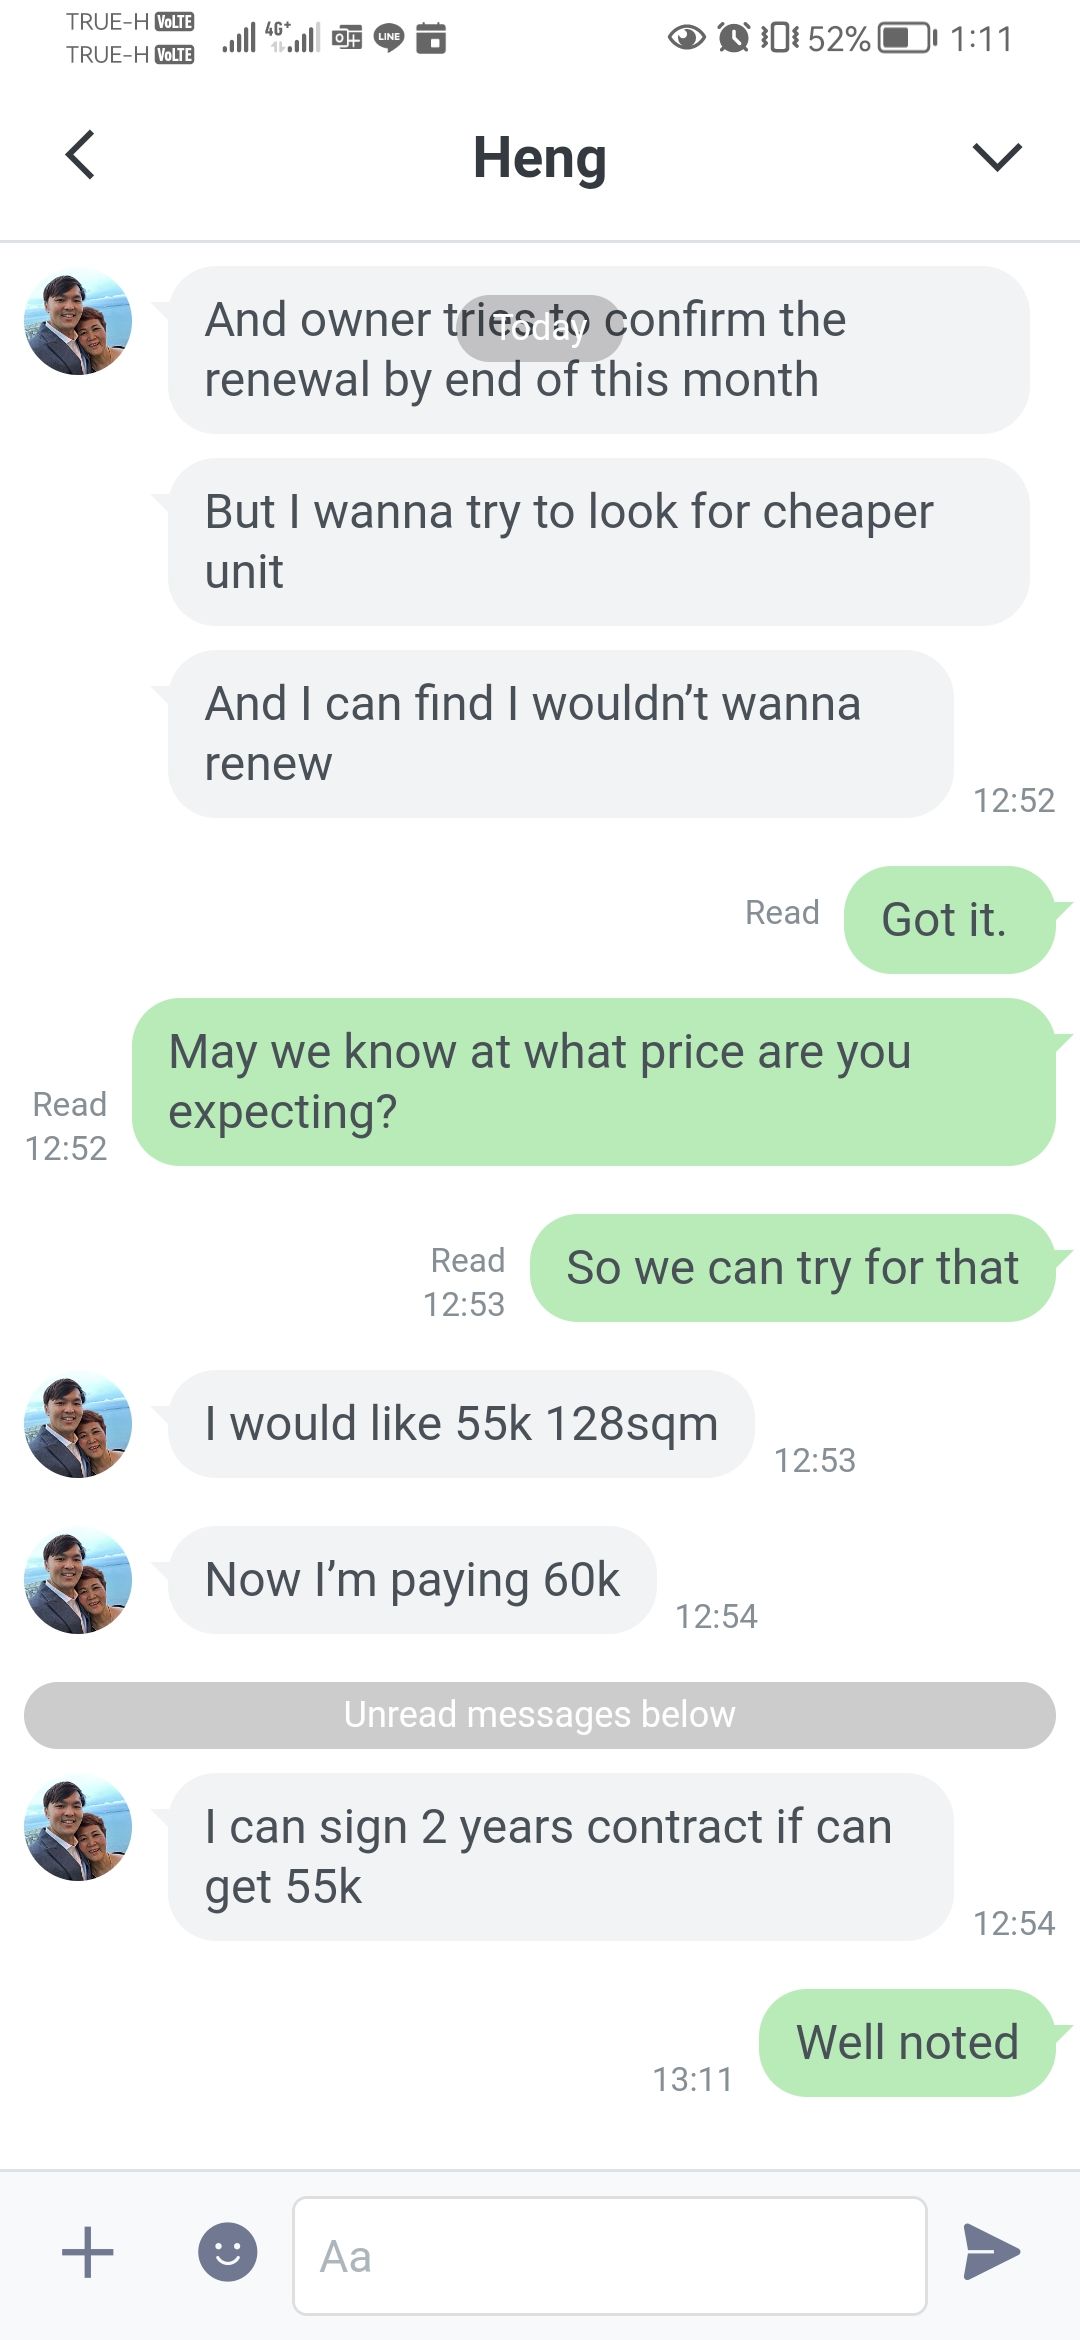 TRUE-H VoLTE
TRUE-H VoLTE
4G+
LINE
52%
1:11
Heng
Today
And owner tries to confirm the
renewal by end of this month
But I wanna try to look for cheaper
unit
And I can find I wouldn’t wanna
renew
12:52
Read
Got it.
May we know at what price are you
expecting?
Read
12:52
So we can try for that
Read
12:53
I would like 55k 128sqm
12:53
Now I’m paying 60k
12:54
Unread messages below
I can sign 2 years contract if can
get 55k
12:54
Well noted
13:11
Aa